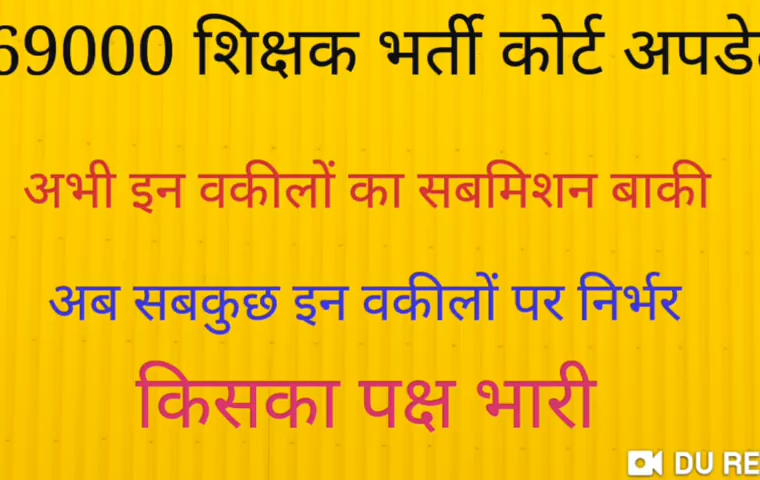 69000 शिक्षक भर्ती कोर्ट अपडेट
अभी इन वकीलों का सबमिशन बाकी
अब सबकुछ इन वकीलों पर निर्भर
किसका पक्ष भारी
DU RE